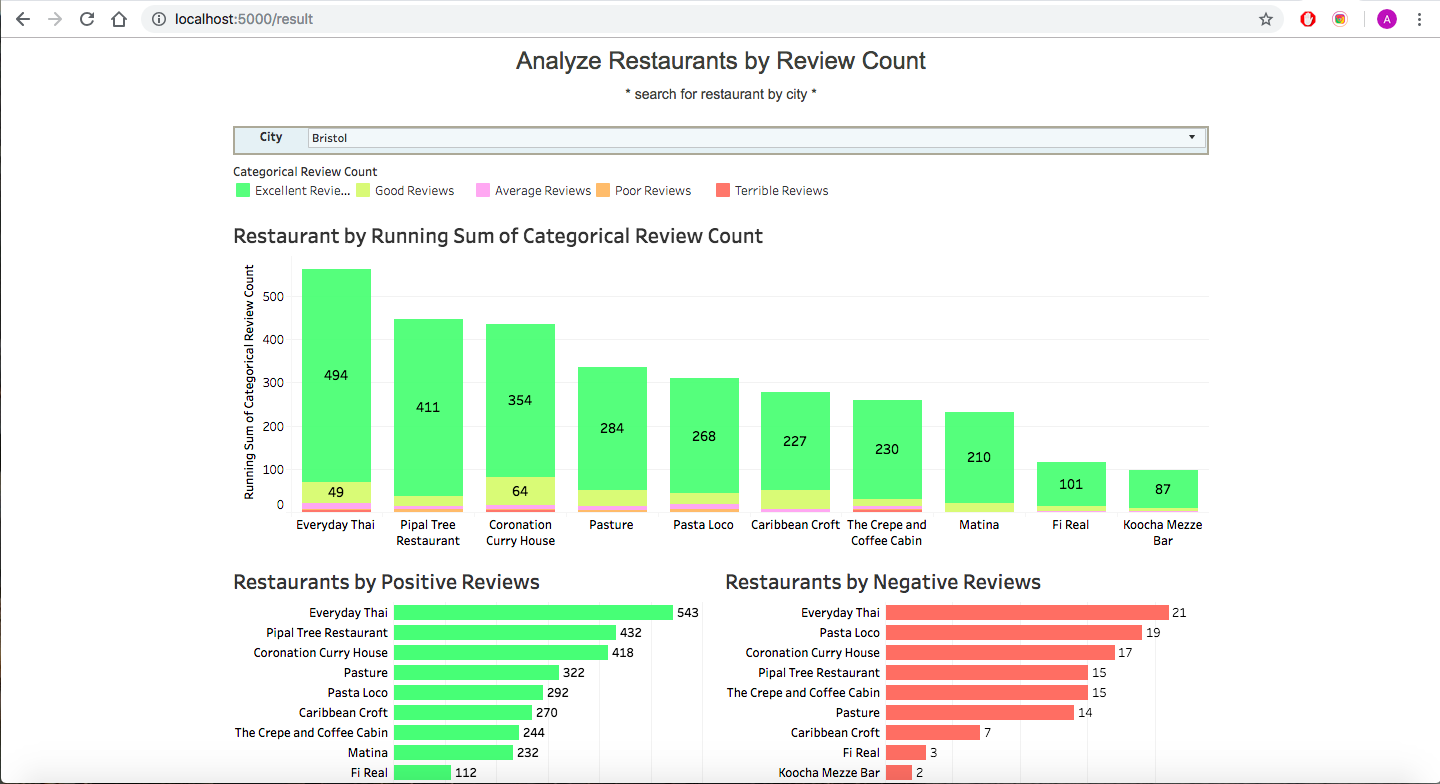 localhost:5000/result
A
Analyze Restaurants by Review Count
* search for restaurant by city *
City
Bristol
Categorical Review Count
Excellent Revie...
Good Reviews
Average Reviews
Poor Reviews
Terrible Reviews
Restaurant by Running Sum of Categorical Review Count
Running Sum of Categorical Review Count
500
400
300
200
100
0
494
49
411
354
64
284
268
227
230
210
101
87
Everyday Thai
Pipal Tree
Restaurant
Coronation
Curry House
Pasture
Pasta Loco
Caribbean Croft
The Crepe and
Coffee Cabin
Matina
Fi Real
Koocha Mezze
Bar
Restaurants by Positive Reviews
Everyday Thai 543
Pipal Tree Restaurant 432
Coronation Curry House 418
Pasture 322
Pasta Loco 292
Caribbean Croft 270
The Crepe and Coffee Cabin 244
Matina 232
Fi Real 112
Restaurants by Negative Reviews
Everyday Thai 21
Pasta Loco 19
Coronation Curry House 17
Pipal Tree Restaurant 15
The Crepe and Coffee Cabin 15
Pasture 14
Caribbean Croft 7
Fi Real 3
Koocha Mezze Bar 2